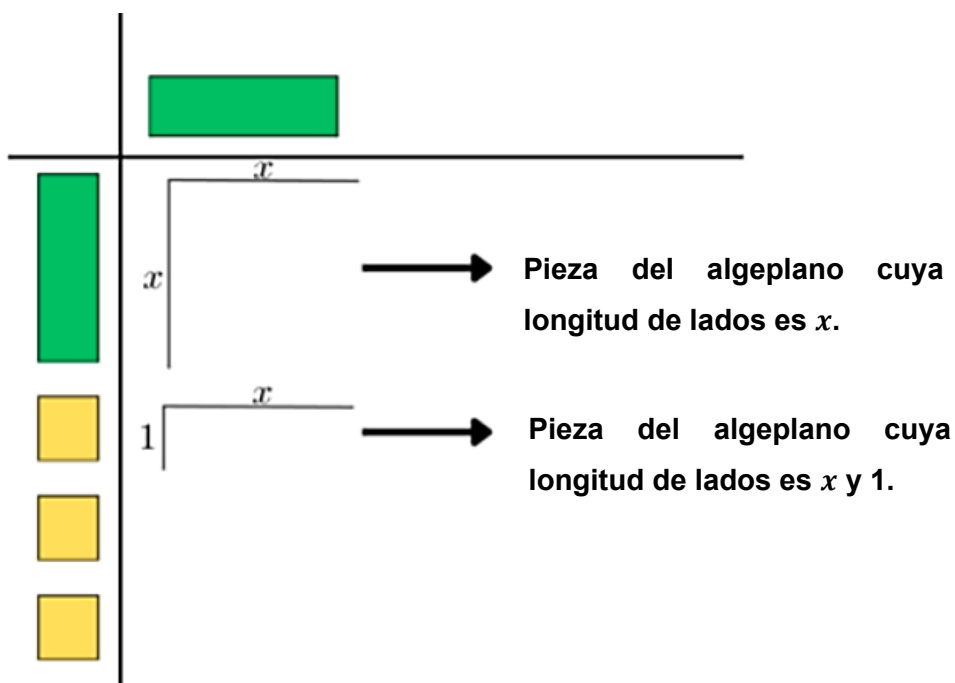 x
x
Pieza del algeplano cuya
longitud de lados es x.
x
1
Pieza del algeplano cuya
longitud de lados es x y 1.